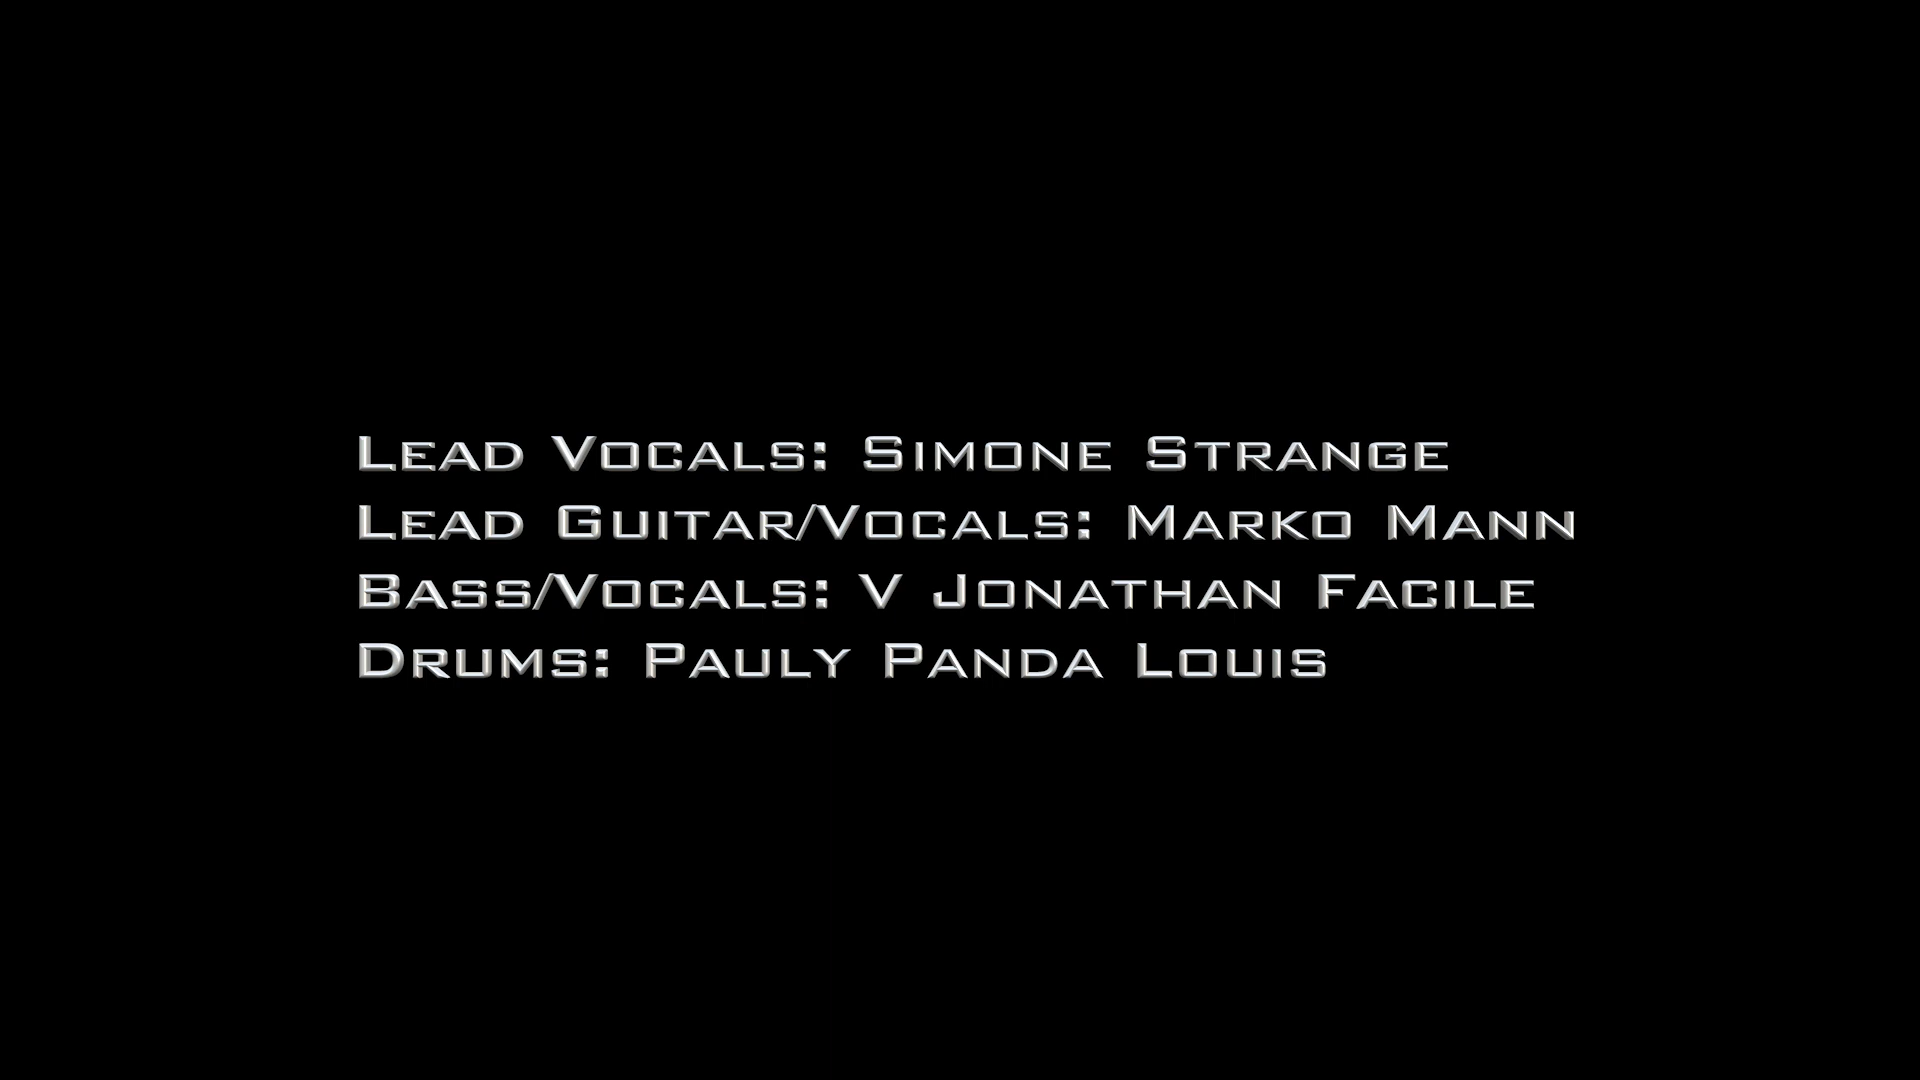 Lead Vocals: Simone Strange
Lead Guitar/Vocals: Marko Mann
Bass/Vocals: V Jonathan Facile
Drums: Pauly Panda Louis